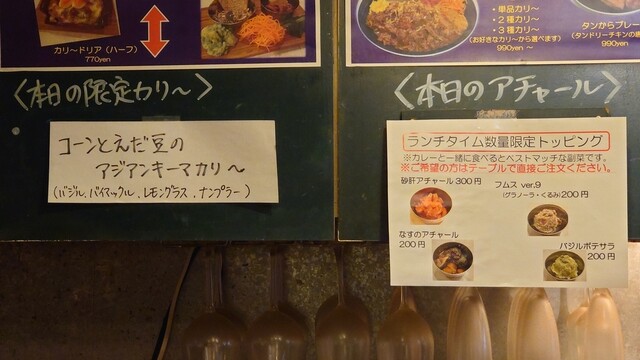 カリ〜ドリア（ハーフ）
770yen
・単品カリ〜
・２種カリ〜
・３種カリ〜
（お好きなカリ〜から選べます）
990yen 〜
タンからプレー
（タンドリーチキンの唐
990yen
〈本日の限定カリ〜〉
コーンとえだ豆の
アジアンキーマカリ〜
（バジル、バイマックル、レモングラス、ナンプラー）
〈本日のアチャール〉
ランチタイム数量限定トッピング
※カレーと一緒に食べるとベストマッチな副菜です。
※ご希望の方はテーブルで直接ご注文ください。
砂肝アチャール 300円
フムス ver,9
(グラノーラ・くるみ) 200円
なすのアチャール
200円
バジルポテサラ
200円